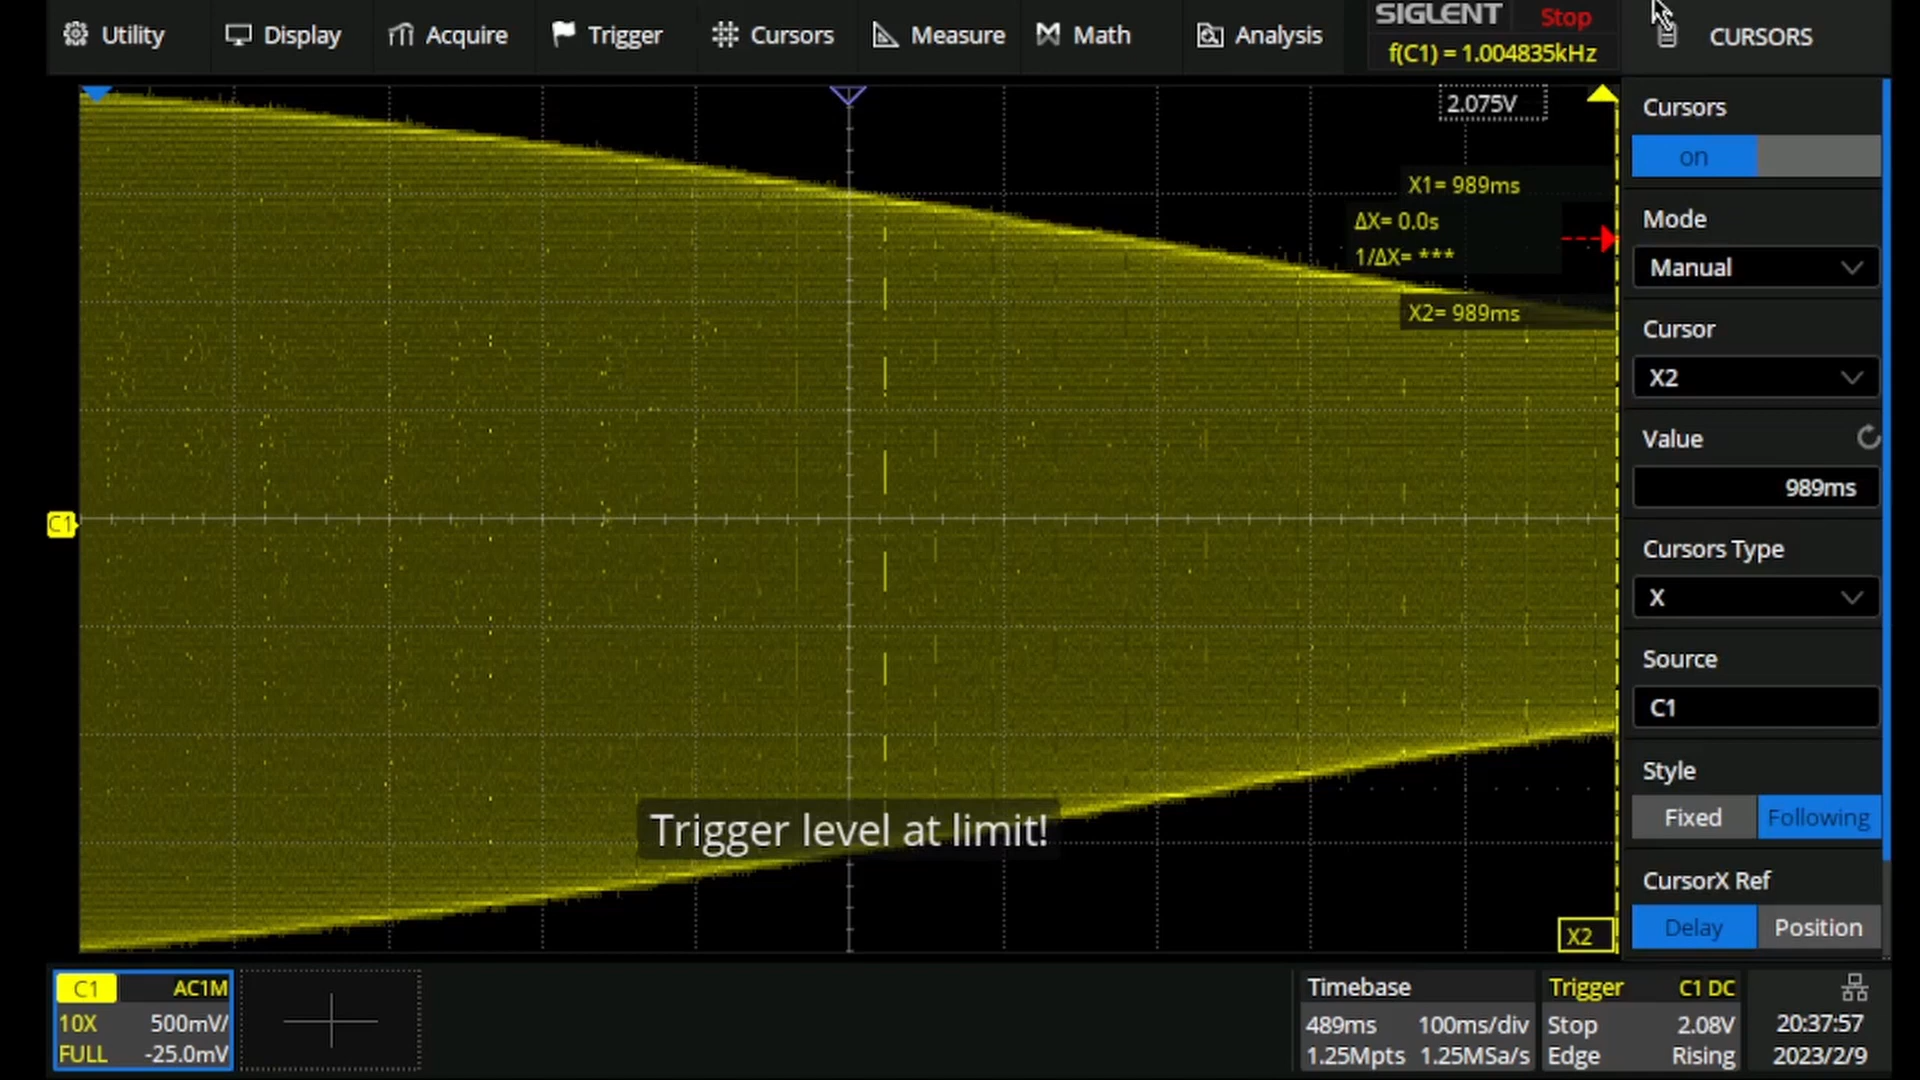 Utility
Display
Acquire
Trigger
Cursors
Measure
Math
Analysis
SIGLENT
Stop
f(C1) = 1.004835kHz
CURSORS
2.075V
X1= 989ms
ΔX= 0.0s
1/ΔX= ***
X2= 989ms
C1
Trigger level at limit!
X2
Cursors
on
Mode
Manual
Cursor
X2
Value
989ms
Cursors Type
X
Source
C1
Style
Fixed
Following
CursorX Ref
Delay
Position
C1
AC1M
10X
500mV/
FULL
-25.0mV
Timebase
489ms
100ms/div
1.25Mpts
1.25MSa/s
Trigger
C1 DC
Stop
2.08V
Edge
Rising
20:37:57
2023/2/9